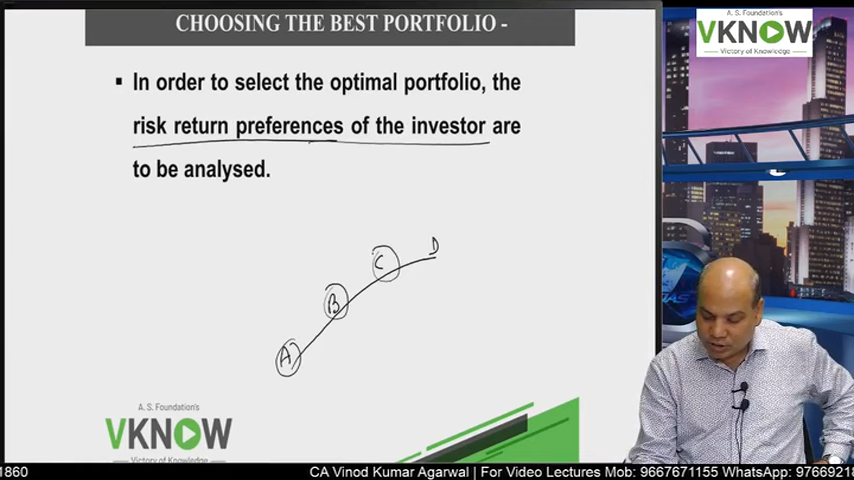 CHOOSING THE BEST PORTFOLIO -
A. S. Foundation's
VKNOW
Victory of Knowledge
In order to select the optimal portfolio, the
risk return preferences of the investor are
to be analysed.
D
C
B
A
A. S. Foundation's
VKNOW
Victory of Knowledge
1860 CA Vinod Kumar Agarwal | For Video Lectures Mob: 9667671155 WhatsApp: 97669218